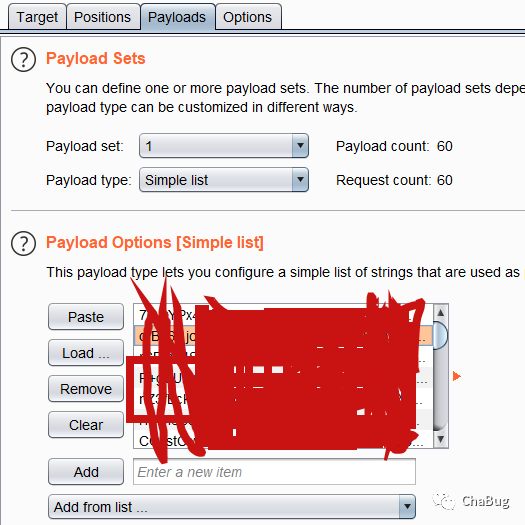 Target Positions Payloads Options
? Payload Sets
You can define one or more payload sets. The number of payload sets
payload type can be customized in different ways.
Payload set: 1 Payload count: 60
Payload type: Simple list Request count: 60
? Payload Options [Simple list]
This payload type lets you configure a simple list of strings that are used as
Paste
Load ...
Remove
Clear
Add Enter a new item
Add from list ...
ChaBug